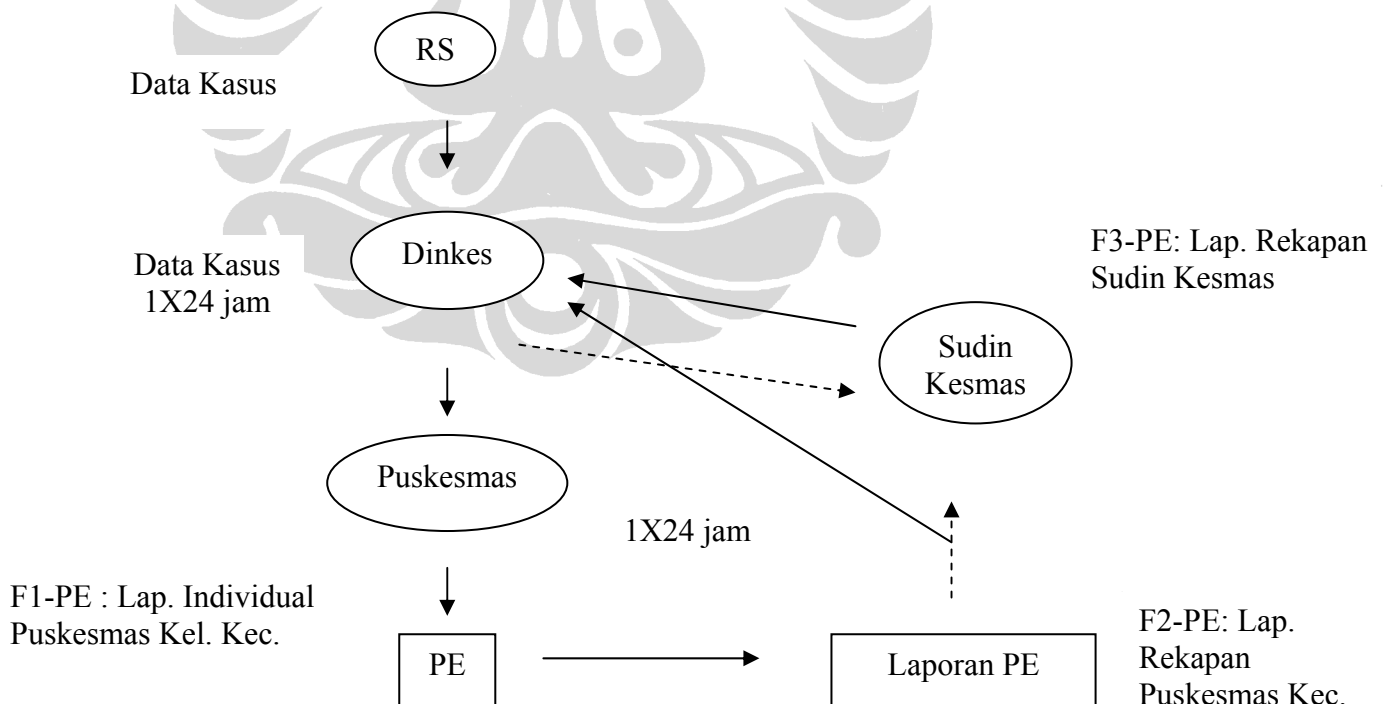 RS
Data Kasus
Dinkes
Data Kasus
1X24 jam
F3-PE: Lap. Rekapan
Sudin Kesmas
Sudin
Kesmas
Puskesmas
1X24 jam
F1-PE : Lap. Individual
Puskesmas Kel. Kec.
PE
Laporan PE
F2-PE: Lap.
Rekapan
Puskesmas Kec.